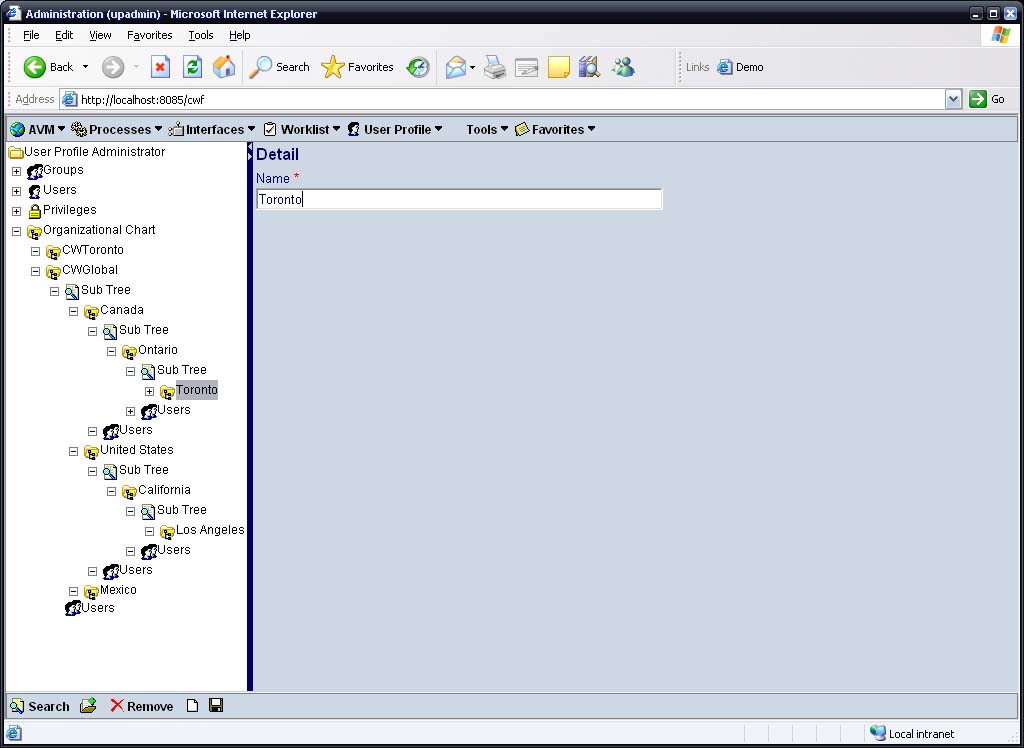 Administration (upadmin) - Microsoft Internet Explorer
File Edit View Favorites Tools Help
Back Search Favorites Links Demo
Address http://localhost:8085/cwf Go
AVM Processes Interfaces Worklist User Profile Tools Favorites
User Profile Administrator
Groups
Users
Privileges
Organizational Chart
CWToronto
CWGlobal
Sub Tree
Canada
Sub Tree
Ontario
Sub Tree
Toronto
Users
Users
United States
Sub Tree
California
Sub Tree
Los Angeles
Users
Users
Mexico
Users
Detail
Name *
Toronto
Search Remove
Local intranet